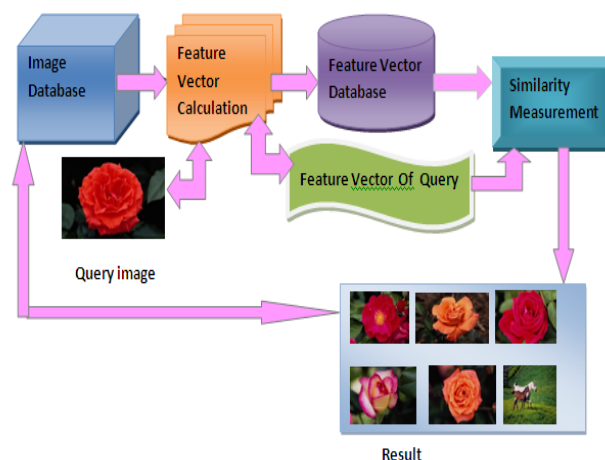 Image
Database
Feature
Vector
Calculation
Feature Vector
Database
Similarity
Measurement
Feature Vector Of Query
Query image
Result